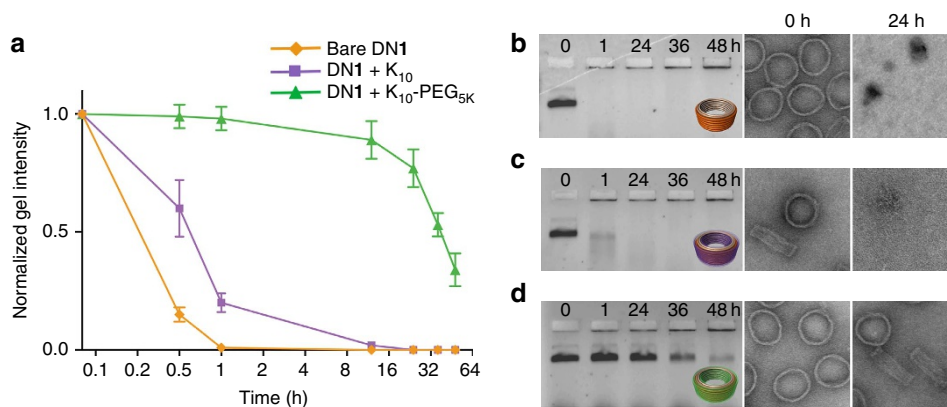 a
Bare DN1
DN1 + K10
DN1 + K10-PEG5K
Normalized gel intensity
1.0
0.5
0.0
0.1 0.2 0.5 1 2 4 8 16 32 64
Time (h)
b
0 1 24 36 48 h
0 h
24 h
c
0 1 24 36 48 h
d
0 1 24 36 48 h